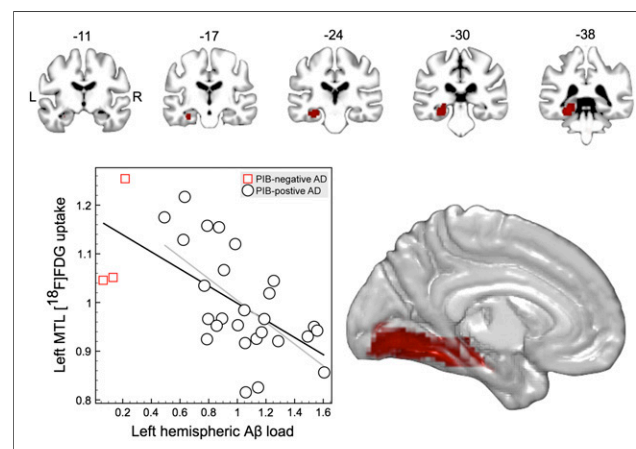 -11 -17 -24 -30 -38
L R
PIB-negative AD
PIB-postive AD
Left MTL [18F]FDG uptake
1.2
1.1
1
0.9
0.8
0.2 0.4 0.6 0.8 1.0 1.2 1.4 1.6
Left hemispheric Aβ load